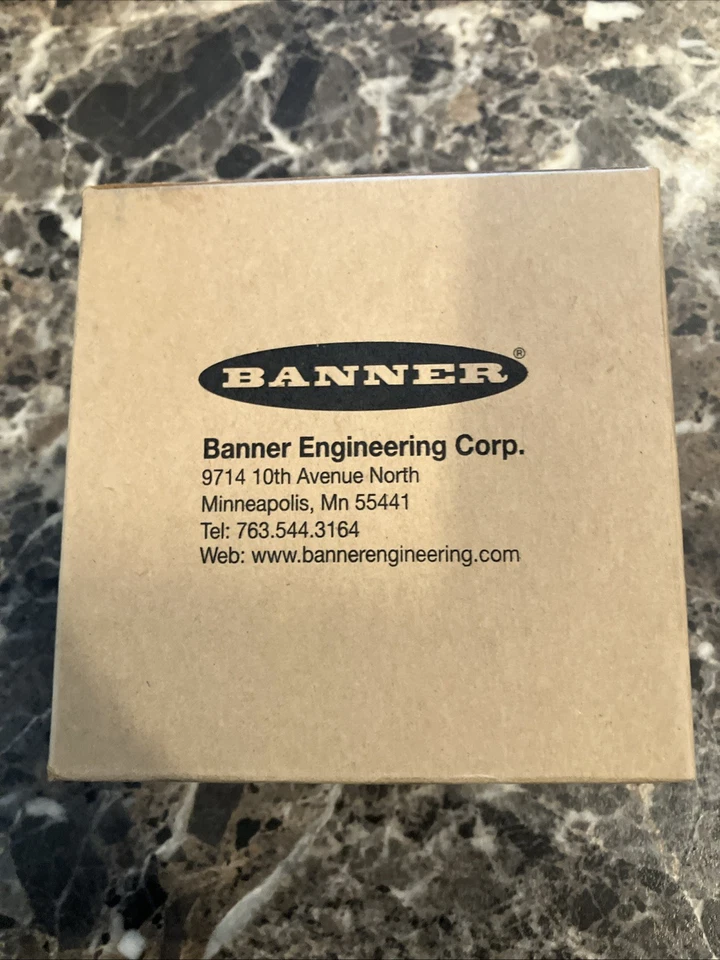 BANNER®
Banner Engineering Corp.
9714 10th Avenue North
Minneapolis, Mn 55441
Tel: 763.544.3164
Web: www.bannerengineering.com